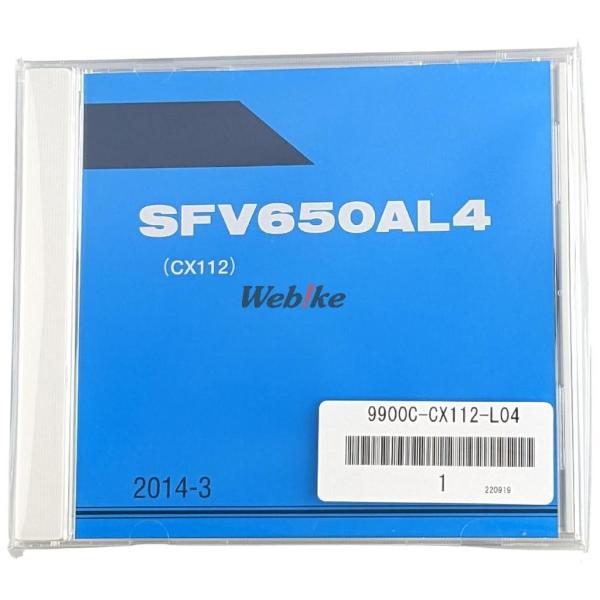 SFV650AL4
(CX112)
Webike
9900C-CX112-L04
1
220919
2014-3